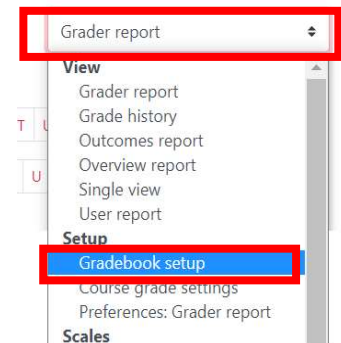 Grader report
View
Grader report
Grade history
T U Outcomes report
Overview report
U Single view
User report
Setup
Gradebook setup
Course grade settings
Preferences: Grader report
Scales